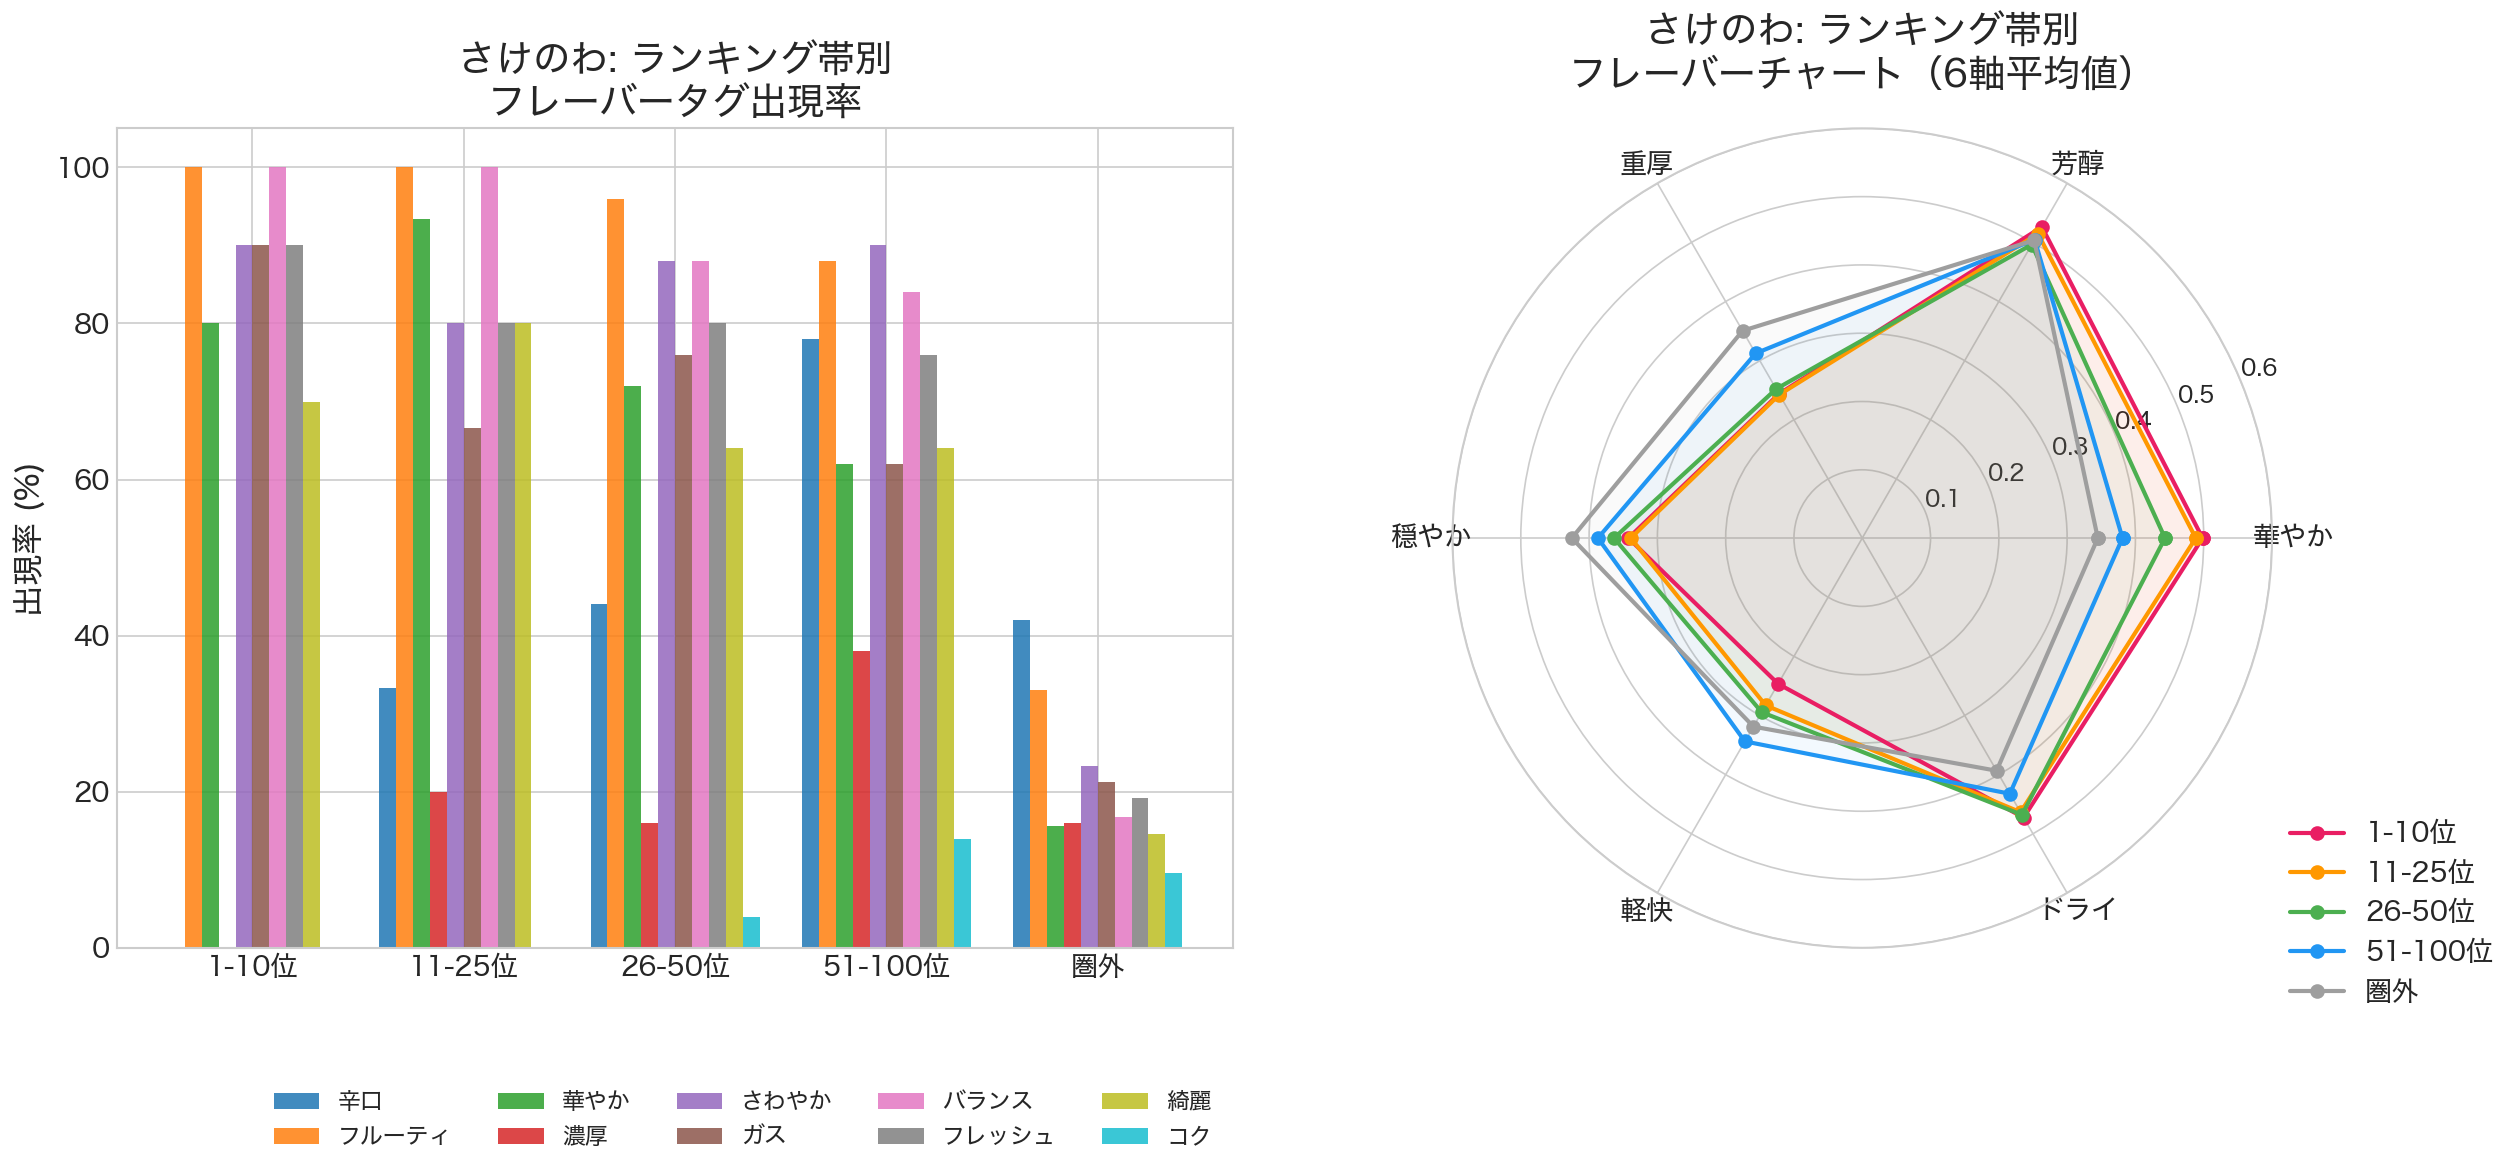 さけのわ: ランキング帯別
フレーバータグ出現率
出現率 (%)
100
80
60
40
20
0
1-10位
11-25位
26-50位
51-100位
圏外
辛口
華やか
さわやか
バランス
綺麗
フルーティ
濃厚
ガス
フレッシュ
コク
さけのわ: ランキング帯別
フレーバーチャート（6軸平均値）
重厚
芳醇
穏やか
華やか
軽快
ドライ
0.1
0.2
0.3
0.4
0.5
0.6
1-10位
11-25位
26-50位
51-100位
圏外